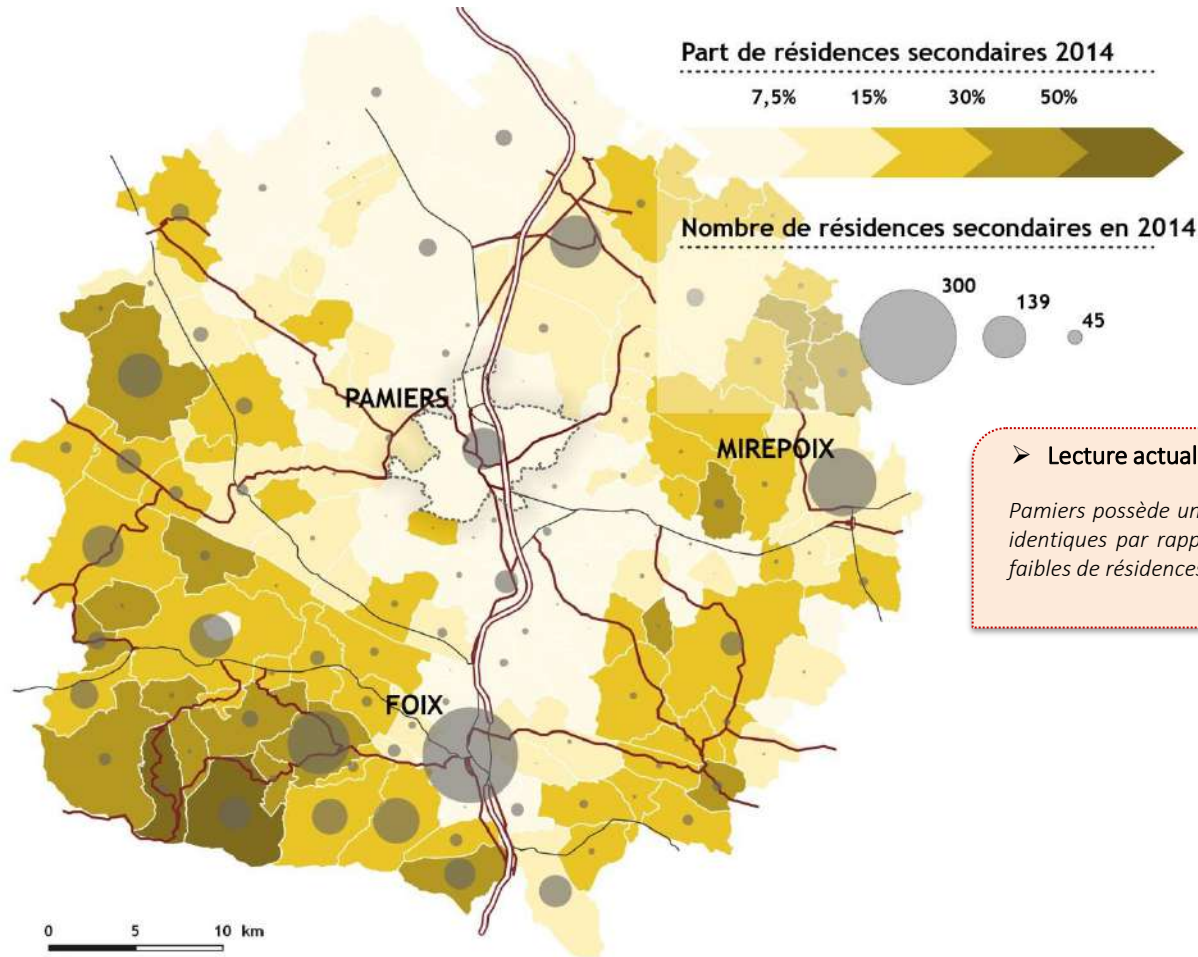 Part de résidences secondaires 2014
7,5% 15% 30% 50%
Nombre de résidences secondaires en 2014
300
139
45
PAMIERS
MIREPOIX
➢ Lecture actual
Pamiers possède un
identiques par rapp
faibles de résidences
FOIX
0 5 10 km